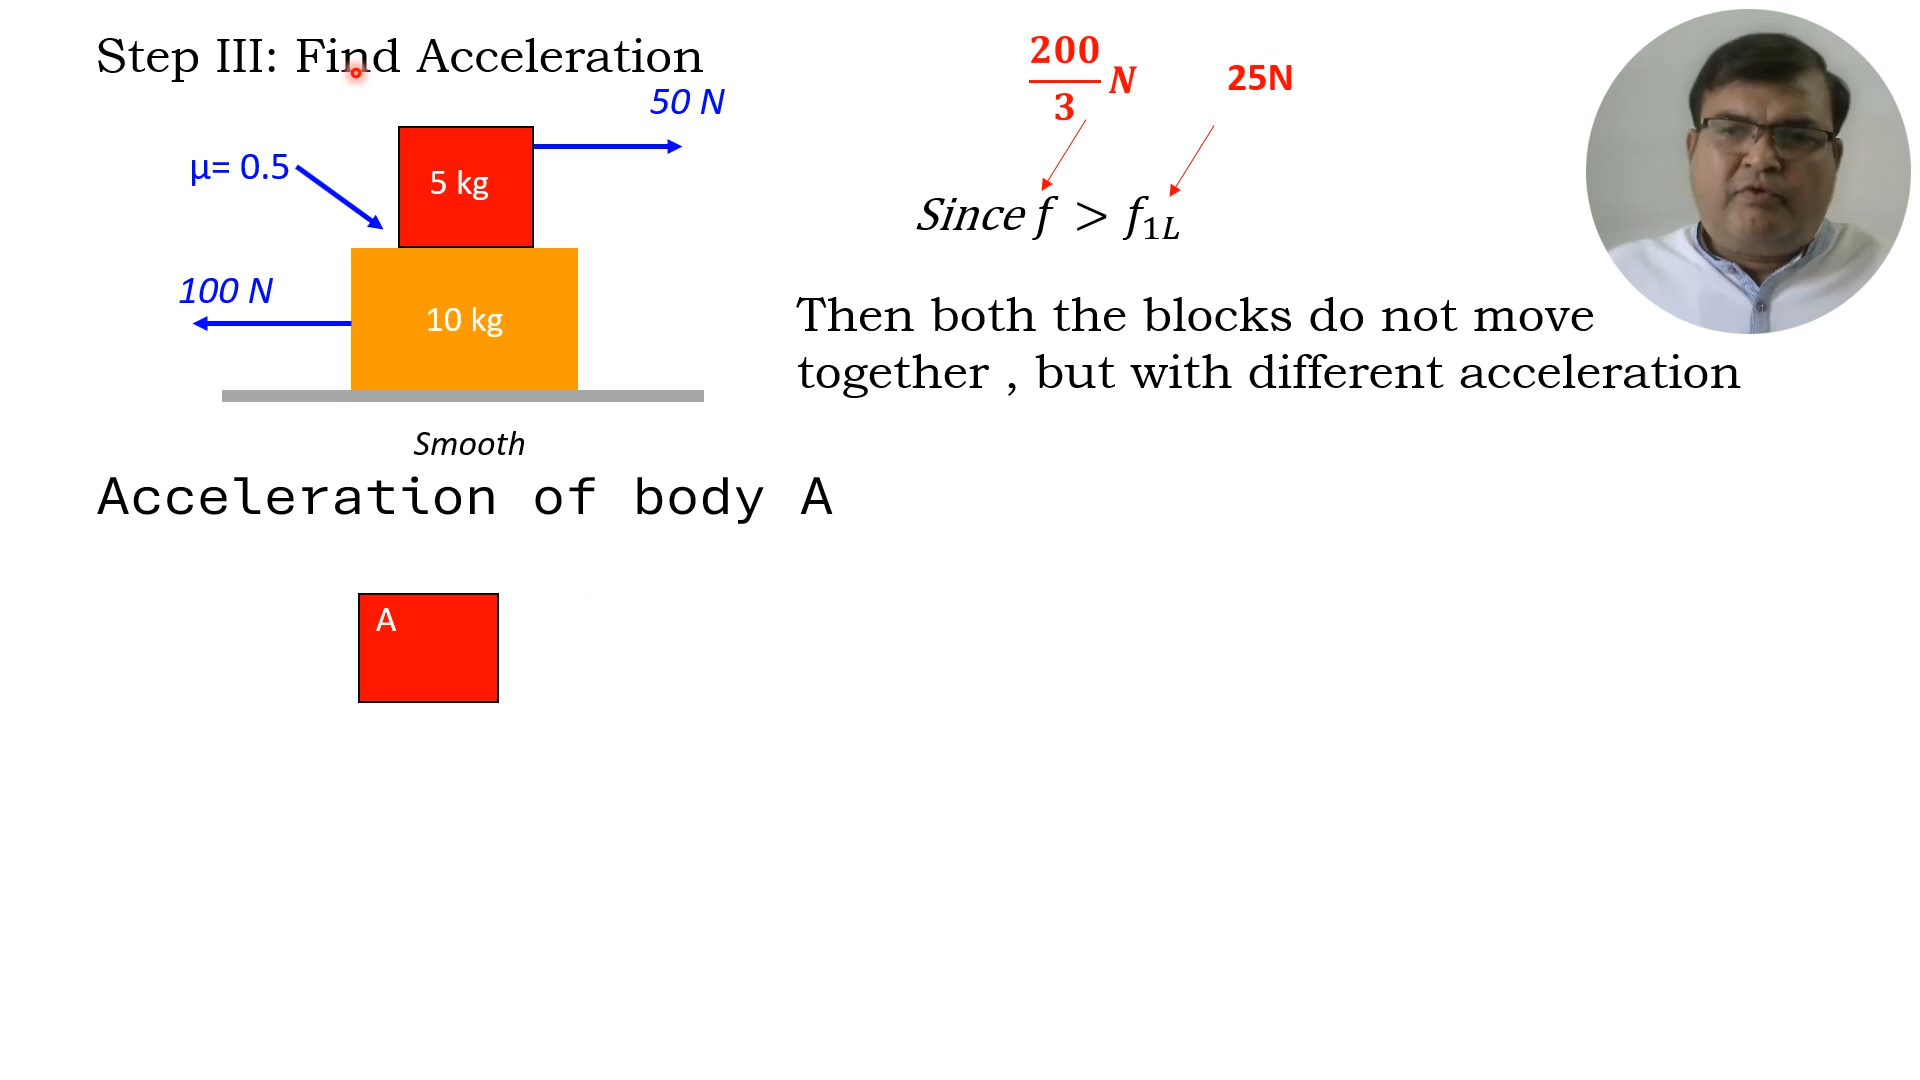 Step III: Find Acceleration
50 N
μ= 0.5
5 kg
100 N
10 kg
Smooth
200/3 N
25N
Since f > f₁L
Then both the blocks do not move
together , but with different acceleration
Acceleration of body A
A